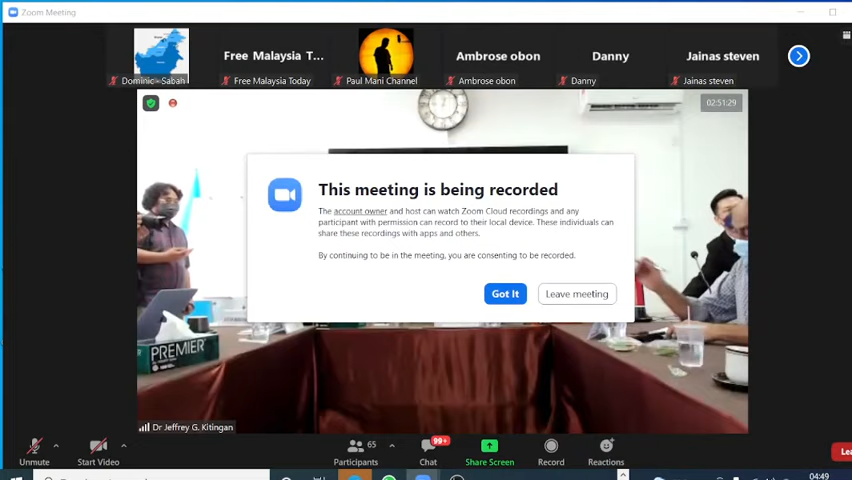 Zoom Meeting
Free Malaysia T... Ambrose obon Danny Jainas steven
Dominic - Sabah Free Malaysia Today Paul Mani Channel Ambrose obon Danny Jainas steven
02:51:29
This meeting is being recorded
The account owner and host can watch Zoom Cloud recordings and any
participant with permission can record to their local device. These individuals can
share these recordings with apps and others.
By continuing to be in the meeting, you are consenting to be recorded.
Got It Leave meeting
PREMIER
Dr Jeffrey G. Kitingan
65 99+
Unmute Start Video Participants Chat Share Screen Record Reactions
04:49